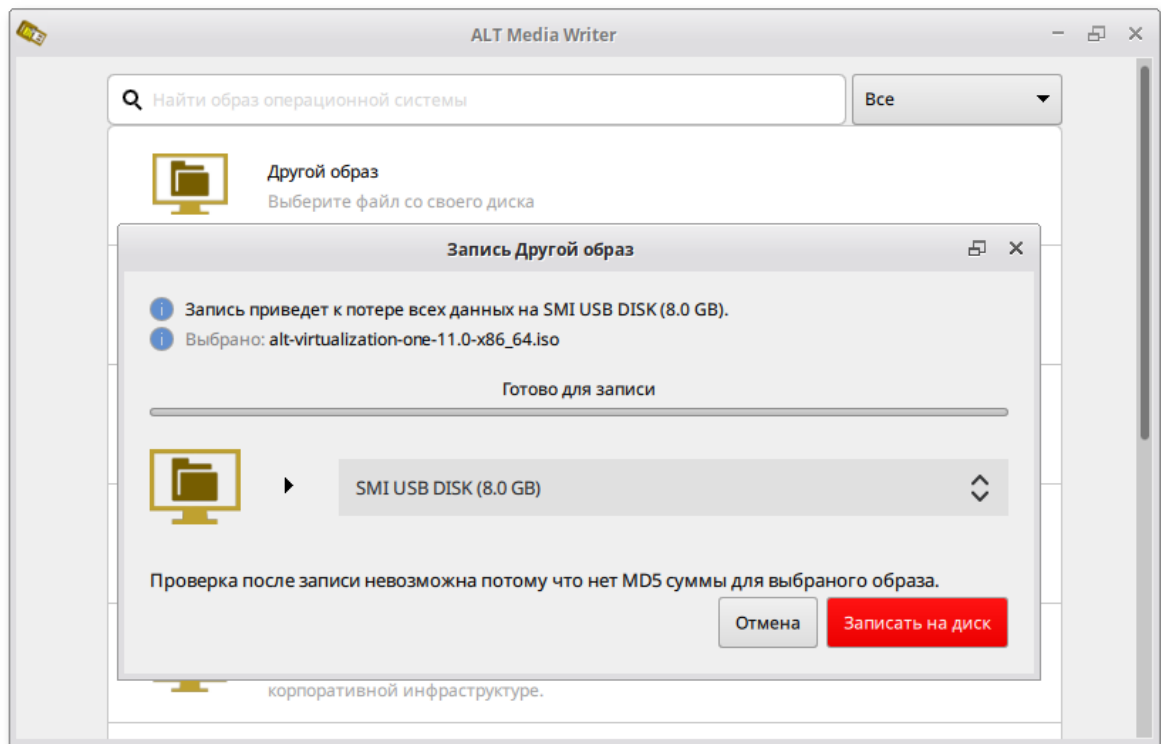 ALT Media Writer
Найти образ операционной системы
Все
Другой образ
Выберите файл со своего диска
Запись Другой образ
Запись приведет к потере всех данных на SMI USB DISK (8.0 GB).
Выбрано: alt-virtualization-one-11.0-x86_64.iso
Готово для записи
SMI USB DISK (8.0 GB)
Проверка после записи невозможна потому что нет MD5 суммы для выбраного образа.
Отмена
Записать на диск
корпоративной инфраструктуре.